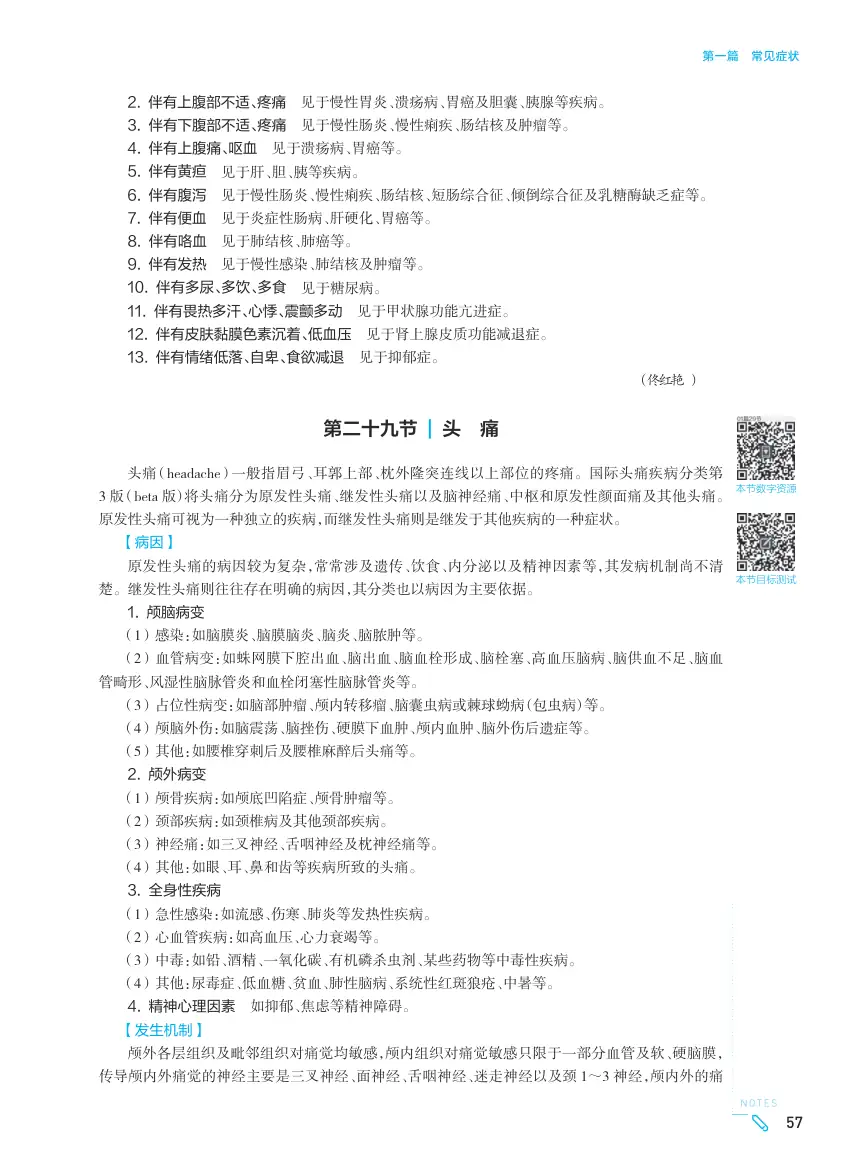 第一篇 常见症状
2. 伴有上腹部不适、疼痛 见于慢性胃炎、溃疡病、胃癌及胆囊、胰腺等疾病。
3. 伴有下腹部不适、疼痛 见于慢性肠炎、慢性痢疾、肠结核及肿瘤等。
4. 伴有上腹痛、呕血 见于溃疡病、胃癌等。
5. 伴有黄疸 见于肝、胆、胰等疾病。
6. 伴有腹泻 见于慢性肠炎、慢性痢疾、肠结核、短肠综合征、倾倒综合征及乳糖酶缺乏症等。
7. 伴有便血 见于炎症性肠病、肝硬化、胃癌等。
8. 伴有咯血 见于肺结核、肺癌等。
9. 伴有发热 见于慢性感染、肺结核及肿瘤等。
10. 伴有多尿、多饮、多食 见于糖尿病。
11. 伴有畏热多汗、心悸、震颤多动 见于甲状腺功能亢进症。
12. 伴有皮肤黏膜色素沉着、低血压 见于肾上腺皮质功能减退症。
13. 伴有情绪低落、自卑、食欲减退 见于抑郁症。
（佟红艳 ）
第二十九节 | 头 痛
01篇29节
本节数字资源
本节目标测试
头痛（headache）一般指眉弓、耳郭上部、枕外隆突连线以上部位的疼痛。国际头痛疾病分类第
3版（beta版）将头痛分为原发性头痛、继发性头痛以及脑神经痛、中枢和原发性颜面痛及其他头痛。
原发性头痛可视为一种独立的疾病，而继发性头痛则是继发于其他疾病的一种症状。
【病因】
原发性头痛的病因较为复杂，常常涉及遗传、饮食、内分泌以及精神因素等，其发病机制尚不清
楚。继发性头痛则往往存在明确的病因，其分类也以病因为主要依据。
1. 颅脑病变
（1）感染：如脑膜炎、脑膜脑炎、脑炎、脑脓肿等。
（2）血管病变：如蛛网膜下腔出血、脑出血、脑血栓形成、脑栓塞、高血压脑病、脑供血不足、脑血
管畸形、风湿性脑脉管炎和血栓闭塞性脑脉管炎等。
（3）占位性病变：如脑部肿瘤、颅内转移瘤、脑囊虫病或棘球蚴病（包虫病）等。
（4）颅脑外伤：如脑震荡、脑挫伤、硬膜下血肿、颅内血肿、脑外伤后遗症等。
（5）其他：如腰椎穿刺后及腰椎麻醉后头痛等。
2. 颅外病变
（1）颅骨疾病：如颅底凹陷症、颅骨肿瘤等。
（2）颈部疾病：如颈椎病及其他颈部疾病。
（3）神经痛：如三叉神经、舌咽神经及枕神经痛等。
（4）其他：如眼、耳、鼻和齿等疾病所致的头痛。
3. 全身性疾病
（1）急性感染：如流感、伤寒、肺炎等发热性疾病。
（2）心血管疾病：如高血压、心力衰竭等。
（3）中毒：如铅、酒精、一氧化碳、有机磷杀虫剂、某些药物等中毒性疾病。
（4）其他：尿毒症、低血糖、贫血、肺性脑病、系统性红斑狼疮、中暑等。
4. 精神心理因素 如抑郁、焦虑等精神障碍。
【发生机制】
颅外各层组织及毗邻组织对痛觉均敏感，颅内组织对痛觉敏感只限于一部分血管及软、硬脑膜，
传导颅内外痛觉的神经主要是三叉神经、面神经、舌咽神经、迷走神经以及颈1～3神经，颅内外的痛
NOTES
57